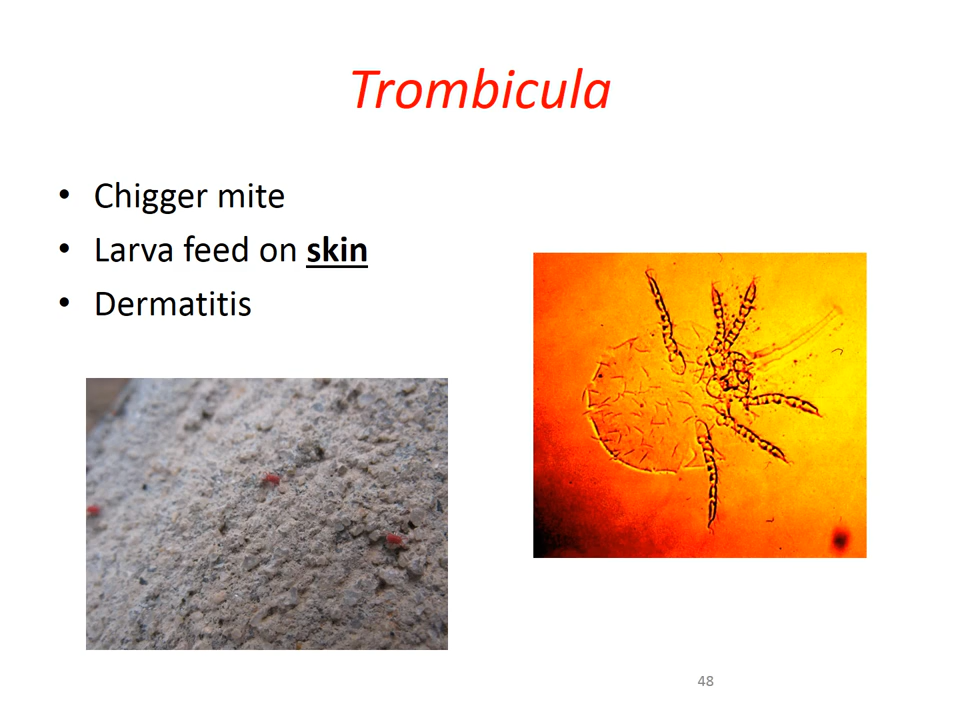 Trombicula
• Chigger mite
• Larva feed on skin
• Dermatitis
48